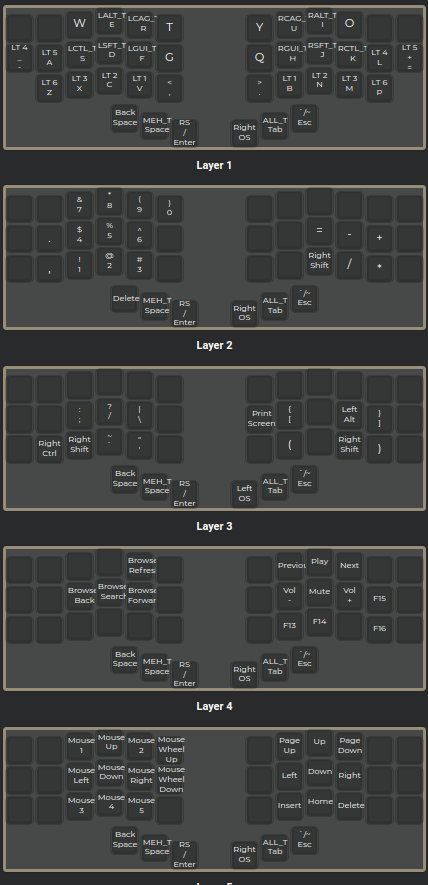 W LALT_T E LCAG_T R T Y RCAG_ U RALT_T I O
LT 4 _ - LT 5 A LCTL_T S LSFT_T D LGUI_T F G Q RGUI_T H RSFT_T J RCTL_T K LT 4 L LT 5 + =
LT 6 Z LT 3 X LT 2 C LT 1 V < , > . LT 1 B LT 2 N LT 3 M LT 6 P
Back Space MEH_T Space RS / Enter Right OS ALL_T Tab `/~ Esc
Layer 1
& 7 * 8 ( 9 ) 0
. $ 4 % 5 ^ 6 = - +
, ! 1 @ 2 # 3 Right Shift / *
Delete MEH_T Space RS / Enter Right OS ALL_T Tab `/~ Esc
Layer 2
: ; ? / | \ Print Screen { [ Left Alt } ]
Right Ctrl Right Shift ~ ` " ' ( Right Shift )
Back Space MEH_T Space RS / Enter Left OS ALL_T Tab `/~ Esc
Layer 3
Browse Refres Previou Play Next
Browse Back Browse Search Browse Forwar Vol - Mute Vol + F15
F13 F14 F16
Back Space MEH_T Space RS / Enter Right OS ALL_T Tab `/~ Esc
Layer 4
Mouse 1 Mouse Up Mouse 2 Mouse Wheel Up Page Up Up Page Down
Mouse Left Mouse Down Mouse Right Mouse Wheel Down Left Down Right
Mouse 3 Mouse 4 Mouse 5 Insert Home Delete
Back Space MEH_T Space RS / Enter Right OS ALL_T Tab `/~ Esc